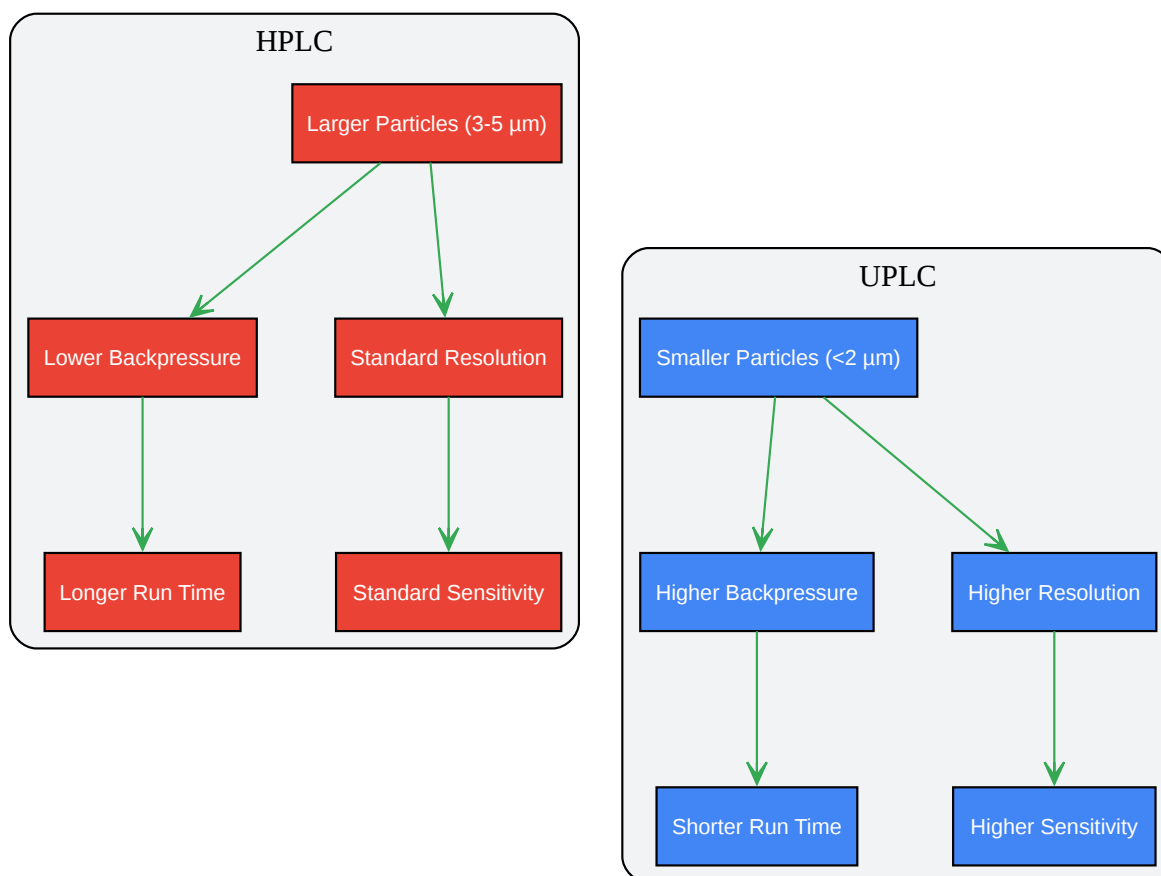 HPLC
Larger Particles (3-5 µm)
Lower Backpressure
Standard Resolution
Longer Run Time
Standard Sensitivity
UPLC
Smaller Particles (<2 µm)
Higher Backpressure
Higher Resolution
Shorter Run Time
Higher Sensitivity